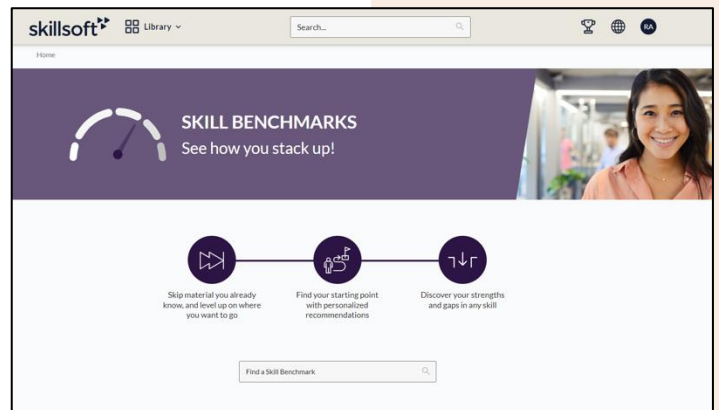 skillsoft
Library
Search...
RA
Home
SKILL BENCHMARKS
See how you stack up!
Skip material you already
know, and level up on where
you want to go
Find your starting point
with personalized
recommendations
Discover your strengths
and gaps in any skill
Find a Skill Benchmark